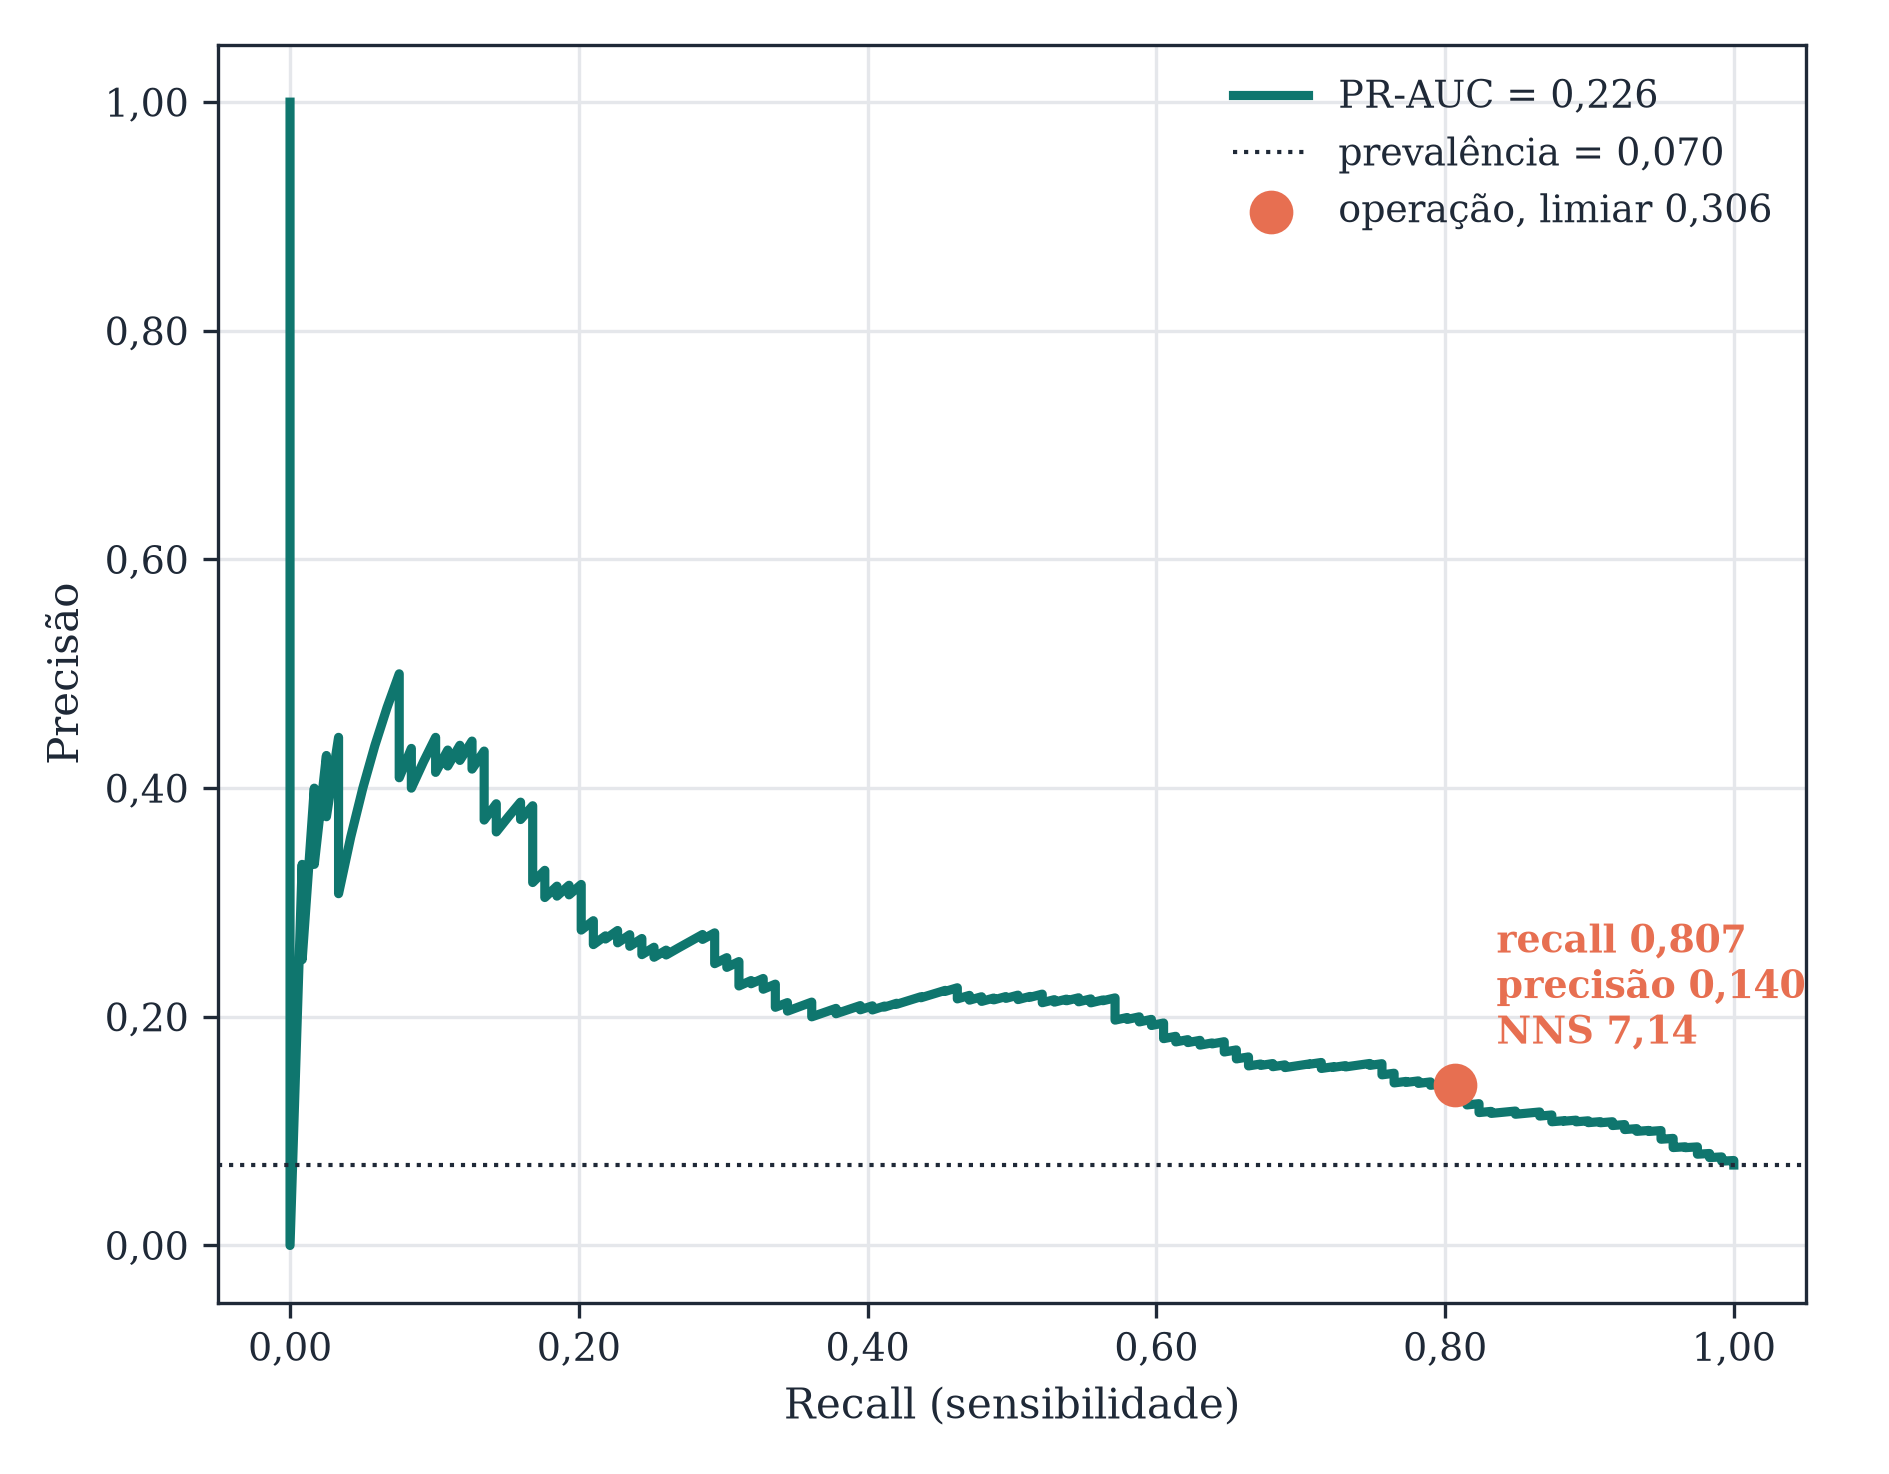 PR-AUC = 0,226
prevalência = 0,070
operação, limiar 0,306
1,00
0,80
0,60
0,40
0,20
0,00
Precisão
recall 0,807
precisão 0,140
NNS 7,14
0,00 0,20 0,40 0,60 0,80 1,00
Recall (sensibilidade)